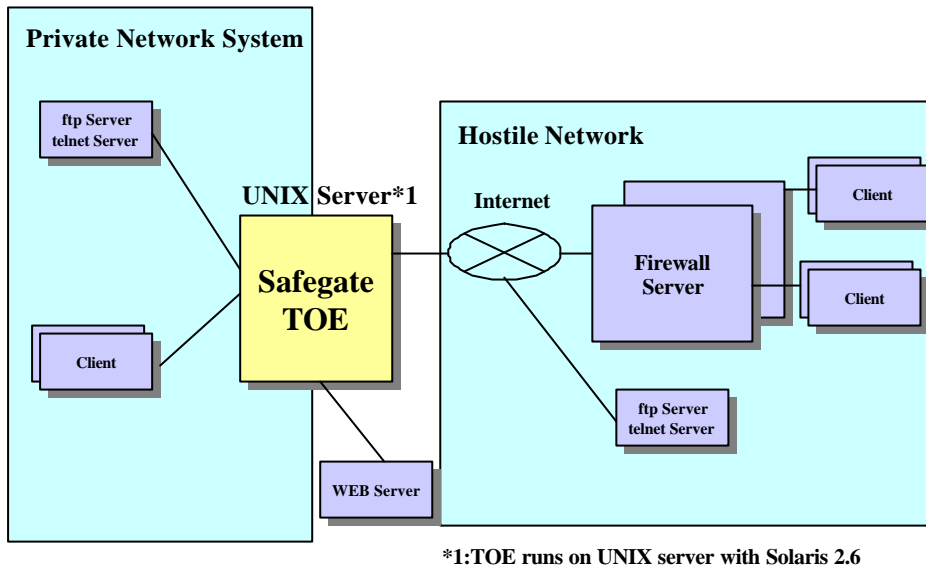 Private Network System
ftp Server
telnet Server
UNIX Server*1
Safegate
TOE
Client
WEB Server
Hostile Network
Internet
Firewall
Server
Client
Client
ftp Server
telnet Server
*1:TOE runs on UNIX server with Solaris 2.6